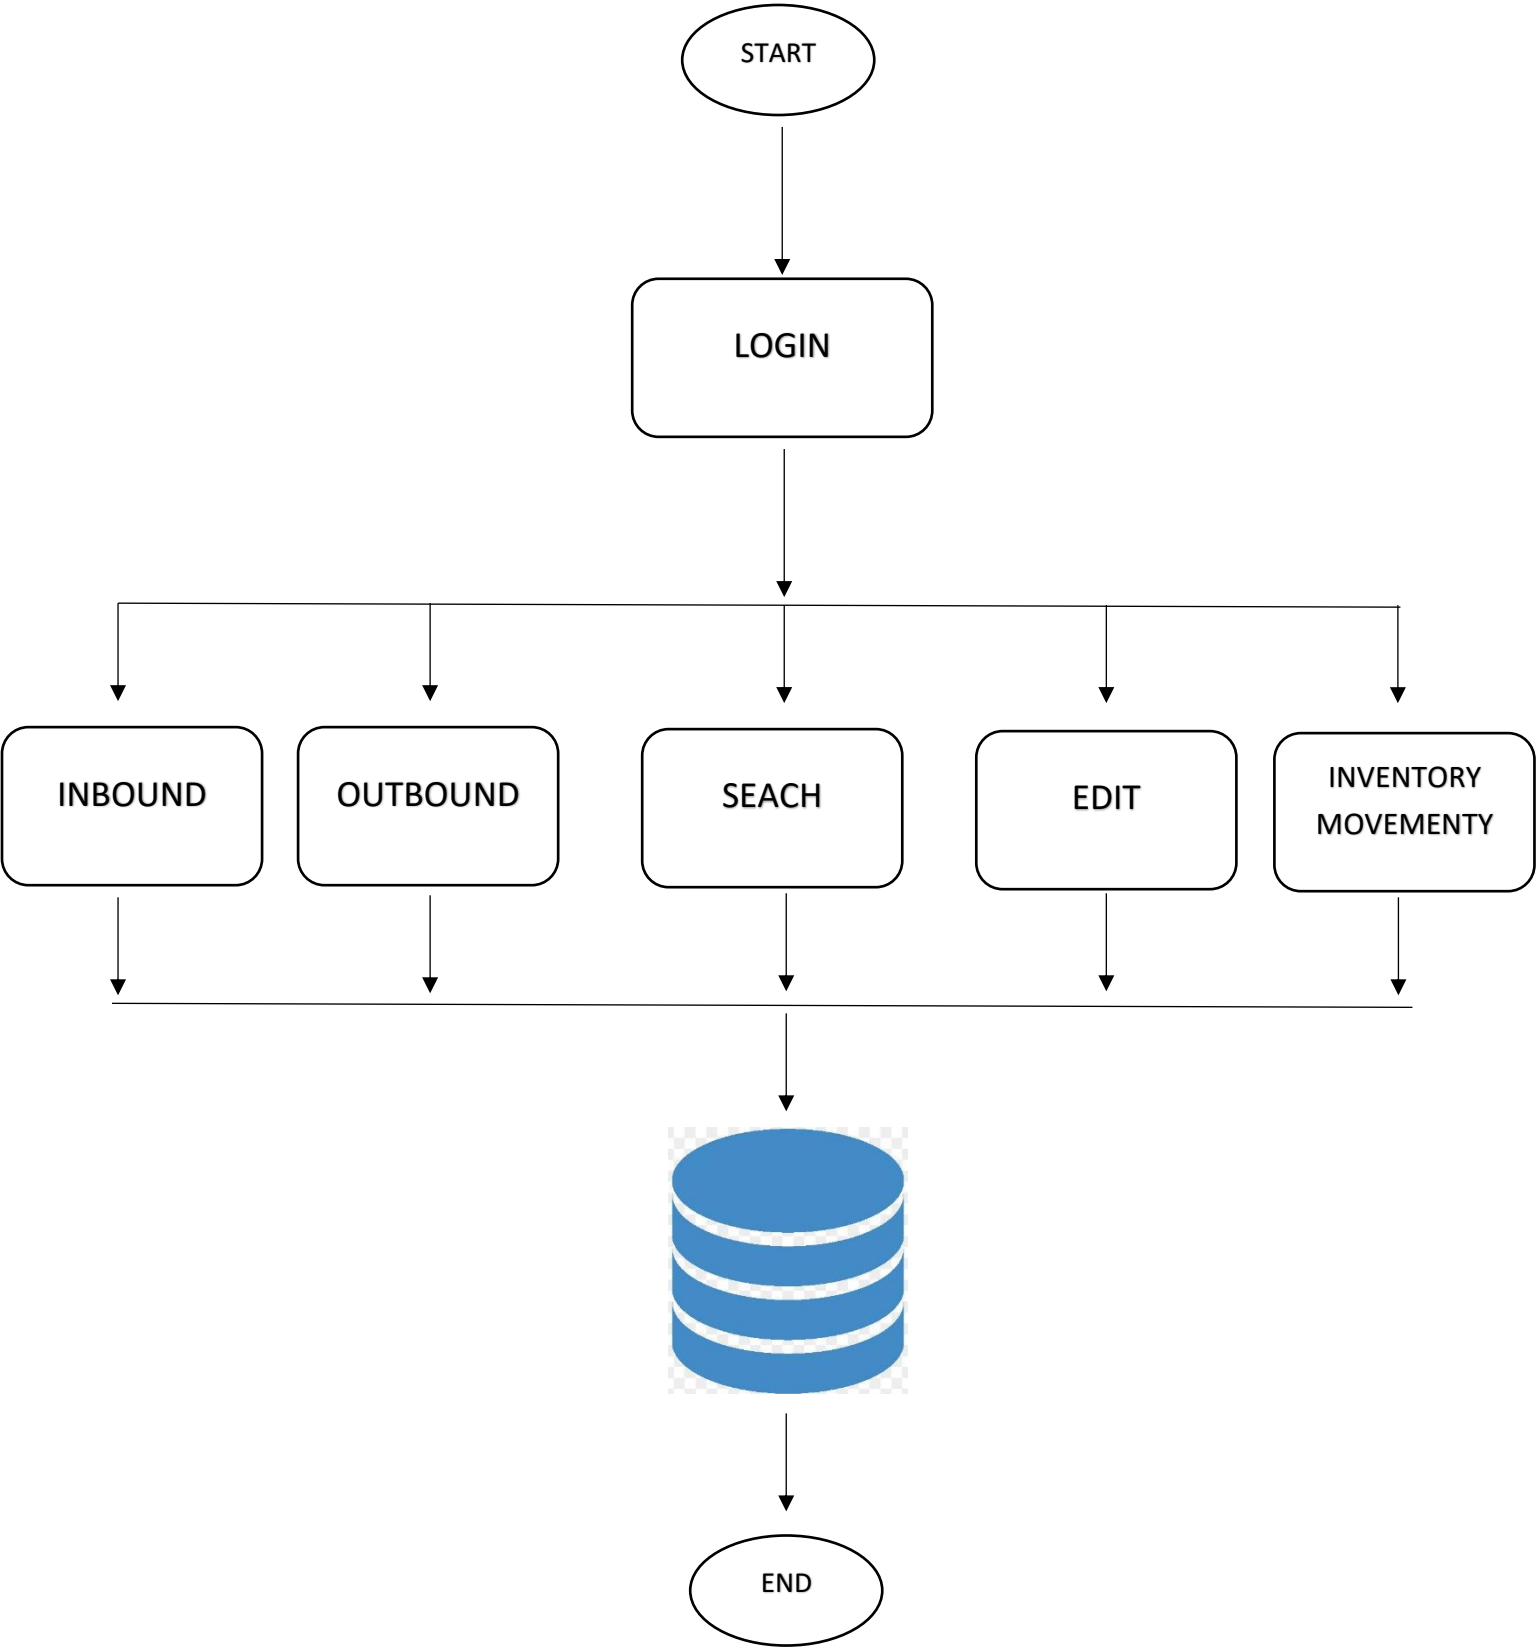 START
LOGIN
INBOUND
OUTBOUND
SEACH
EDIT
INVENTORY
MOVEMENTY
END